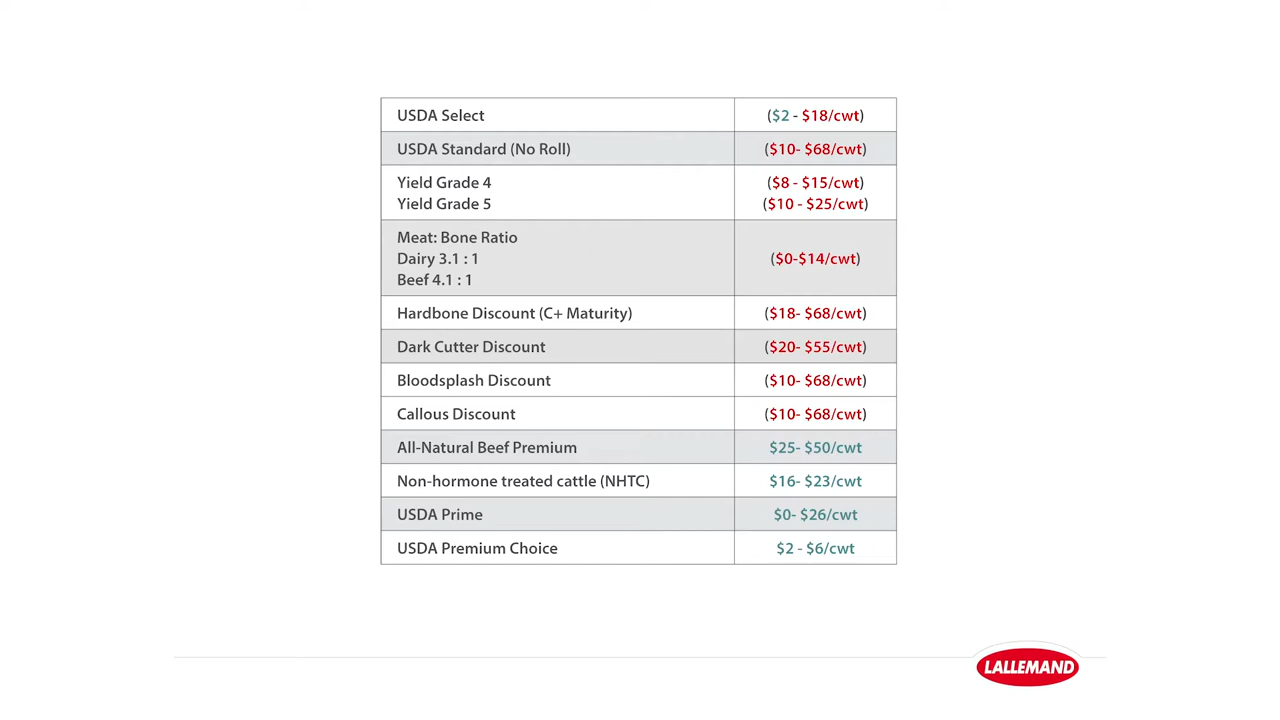 USDA Select ($2 - $18/cwt)
USDA Standard (No Roll) ($10- $68/cwt)
Yield Grade 4 ($8 - $15/cwt)
Yield Grade 5 ($10 - $25/cwt)
Meat: Bone Ratio
Dairy 3.1 : 1 ($0-$14/cwt)
Beef 4.1 : 1
Hardbone Discount (C+ Maturity) ($18- $68/cwt)
Dark Cutter Discount ($20- $55/cwt)
Bloodsplash Discount ($10- $68/cwt)
Callous Discount ($10- $68/cwt)
All-Natural Beef Premium $25- $50/cwt
Non-hormone treated cattle (NHTC) $16- $23/cwt
USDA Prime $0- $26/cwt
USDA Premium Choice $2 - $6/cwt
LALLEMAND